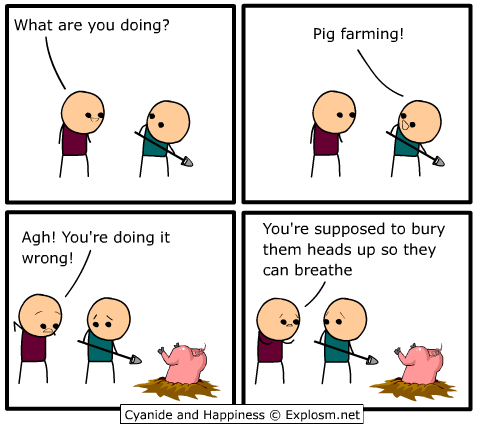 What are you doing?
Pig farming!
Agh! You're doing it
wrong!
You're supposed to bury
them heads up so they
can breathe
Cyanide and Happiness © Explosm.net